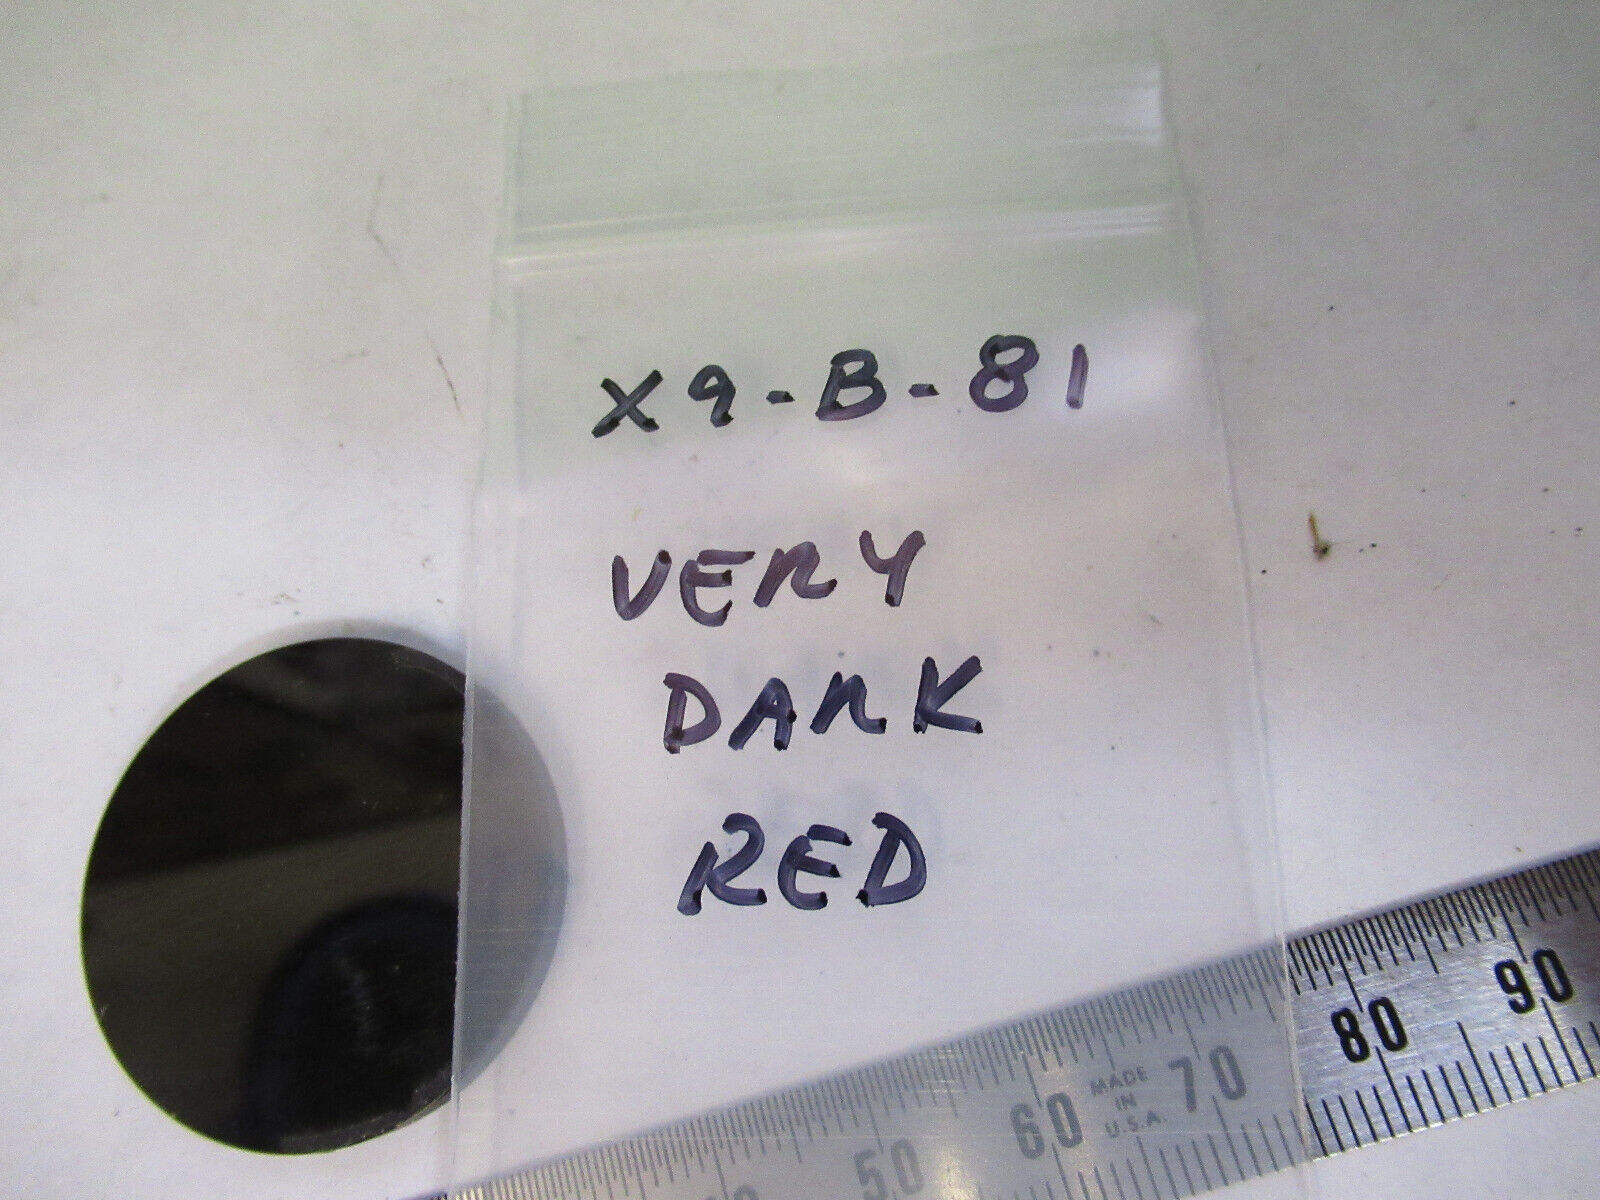 X9-B-81
VERY
DARK
RED
90
80
70
MADE
IN
U.S.A.
60
50